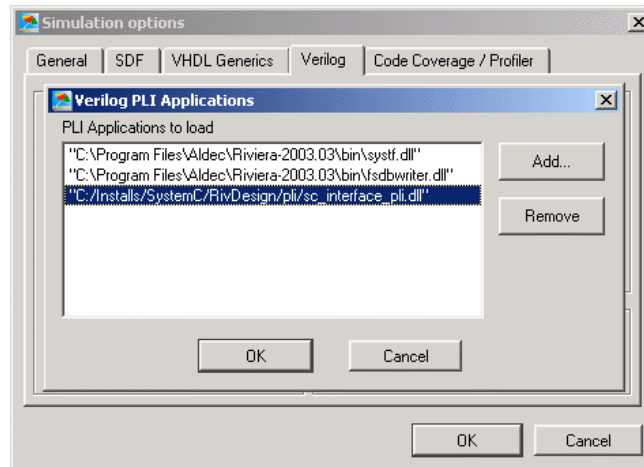 Simulation options
General
SDF
VHDL Generics
Verilog
Code Coverage / Profiler
Verilog PLI Applications
PLI Applications to load
"C:\Program Files\Aldec\Riviera-2003.03\bin\systf.dll"
"C:\Program Files\Aldec\Riviera-2003.03\bin\fsdbwriter.dll"
"C:/Installs/SystemC/RivDesign/pli/sc_interface_pli.dll"
Add...
Remove
OK
Cancel
OK
Cancel